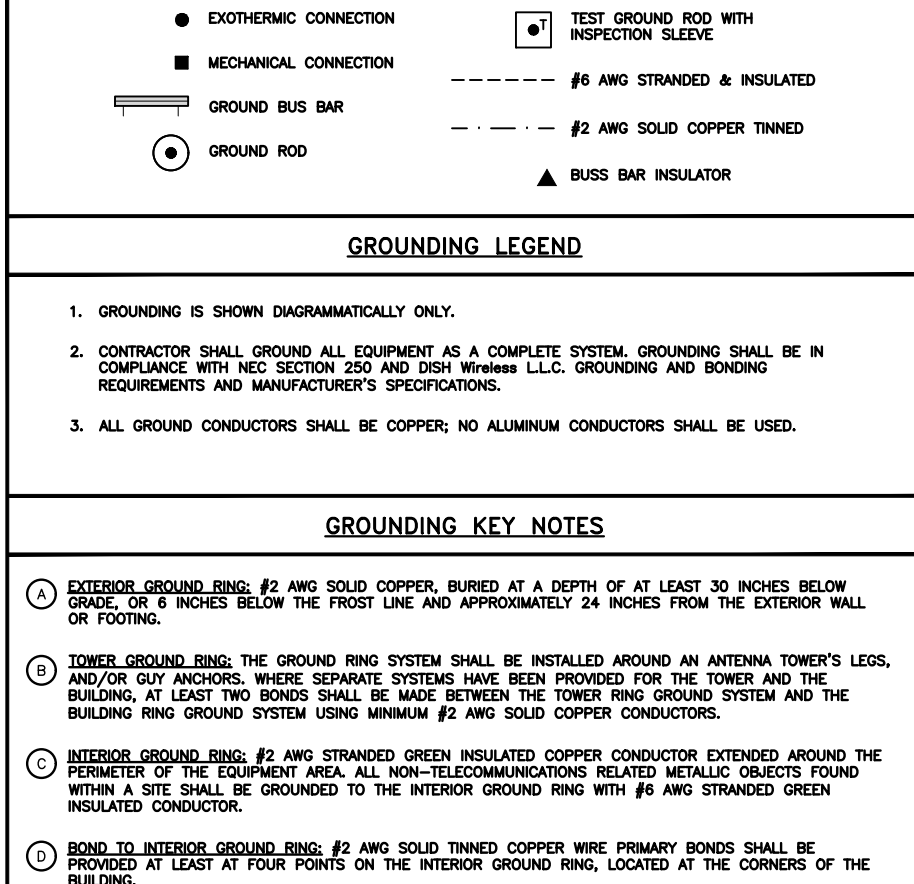 EXOTHERMIC CONNECTION
MECHANICAL CONNECTION
GROUND BUS BAR
GROUND ROD
T
TEST GROUND ROD WITH
INSPECTION SLEEVE
#6 AWG STRANDED & INSULATED
#2 AWG SOLID COPPER TINNED
BUSS BAR INSULATOR
GROUNDING LEGEND
1. GROUNDING IS SHOWN DIAGRAMMATICALLY ONLY.
2. CONTRACTOR SHALL GROUND ALL EQUIPMENT AS A COMPLETE SYSTEM. GROUNDING SHALL BE IN
COMPLIANCE WITH NEC SECTION 250 AND DISH Wireless L.L.C. GROUNDING AND BONDING
REQUIREMENTS AND MANUFACTURER'S SPECIFICATIONS.
3. ALL GROUND CONDUCTORS SHALL BE COPPER; NO ALUMINUM CONDUCTORS SHALL BE USED.
GROUNDING KEY NOTES
A EXTERIOR GROUND RING: #2 AWG SOLID COPPER, BURIED AT A DEPTH OF AT LEAST 30 INCHES BELOW
GRADE, OR 6 INCHES BELOW THE FROST LINE AND APPROXIMATELY 24 INCHES FROM THE EXTERIOR WALL
OR FOOTING.
B TOWER GROUND RING: THE GROUND RING SYSTEM SHALL BE INSTALLED AROUND AN ANTENNA TOWER'S LEGS,
AND/OR GUY ANCHORS. WHERE SEPARATE SYSTEMS HAVE BEEN PROVIDED FOR THE TOWER AND THE
BUILDING, AT LEAST TWO BONDS SHALL BE MADE BETWEEN THE TOWER RING GROUND SYSTEM AND THE
BUILDING RING GROUND SYSTEM USING MINIMUM #2 AWG SOLID COPPER CONDUCTORS.
C INTERIOR GROUND RING: #2 AWG STRANDED GREEN INSULATED COPPER CONDUCTOR EXTENDED AROUND THE
PERIMETER OF THE EQUIPMENT AREA. ALL NON-TELECOMMUNICATIONS RELATED METALLIC OBJECTS FOUND
WITHIN A SITE SHALL BE GROUNDED TO THE INTERIOR GROUND RING WITH #6 AWG STRANDED GREEN
INSULATED CONDUCTOR.
D BOND TO INTERIOR GROUND RING: #2 AWG SOLID TINNED COPPER WIRE PRIMARY BONDS SHALL BE
PROVIDED AT LEAST AT FOUR POINTS ON THE INTERIOR GROUND RING, LOCATED AT THE CORNERS OF THE
BUILDING.